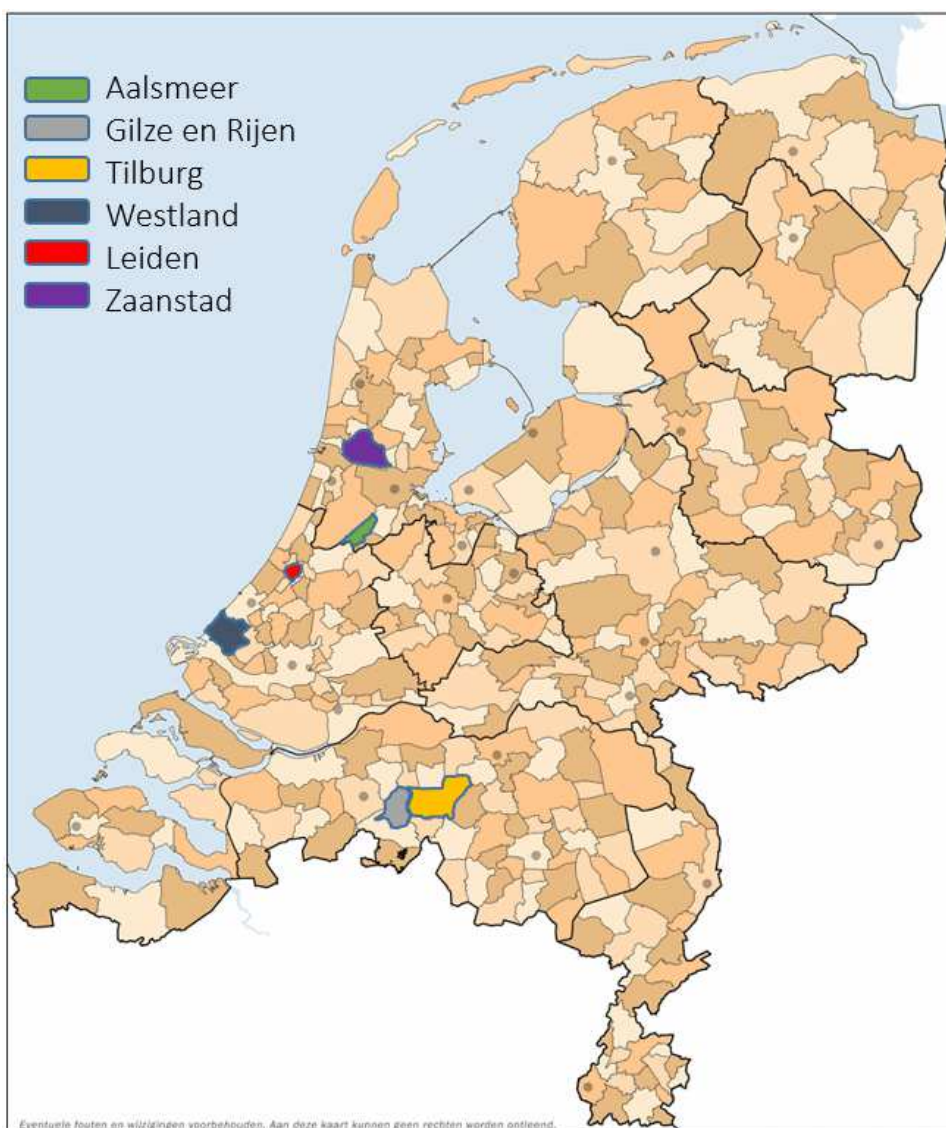 Aalsmeer
Gilze en Rijen
Tilburg
Westland
Leiden
Zaanstad
Eventuele fouten en wijzigingen voorbehouden. Aan deze kaart kunnen geen rechten worden ontleend.